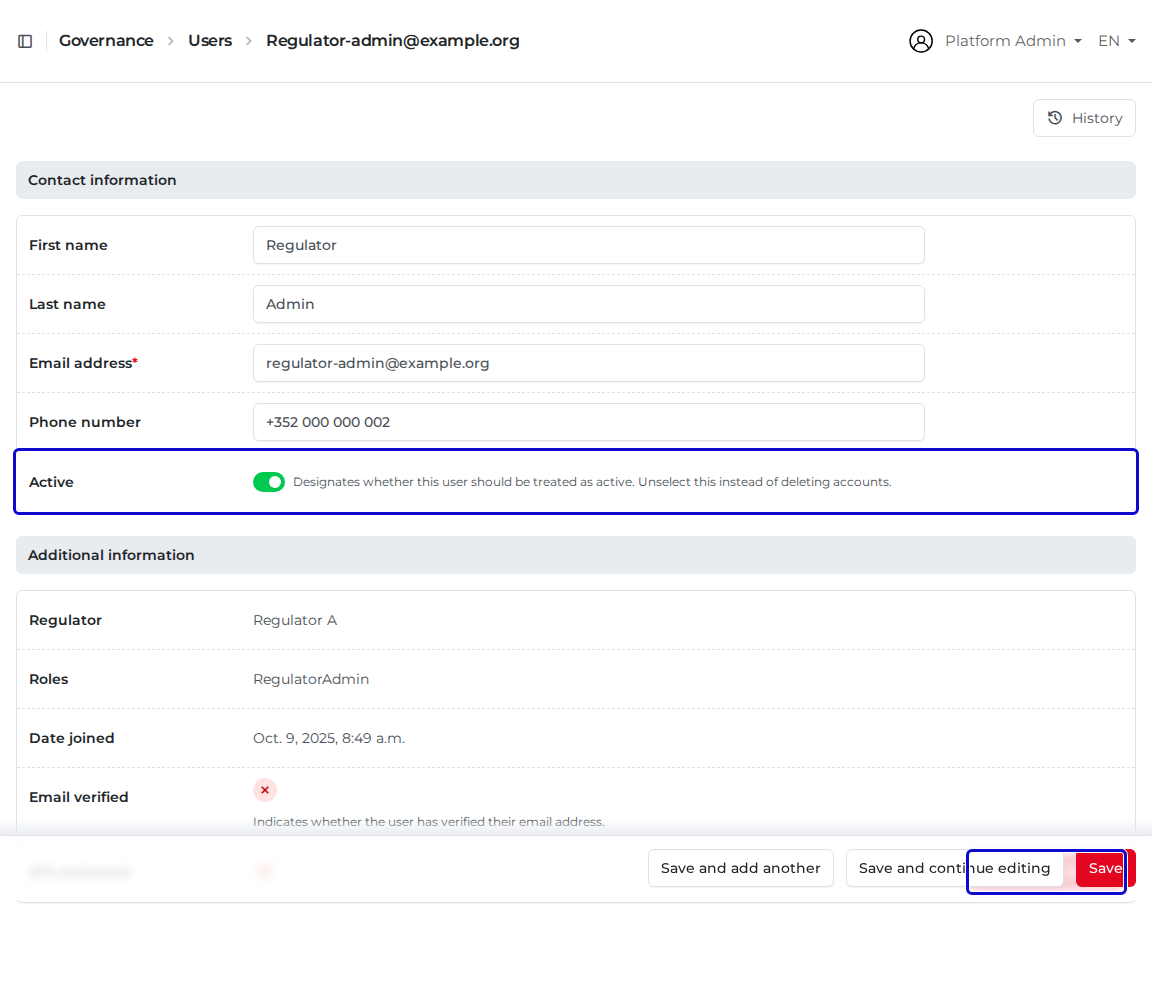 Governance > Users > Regulator-admin@example.org Platform Admin EN
History
Contact information
First name Regulator
Last name Admin
Email address* regulator-admin@example.org
Phone number +352 000 000 002
Active Designates whether this user should be treated as active. Unselect this instead of deleting accounts.
Additional information
Regulator Regulator A
Roles RegulatorAdmin
Date joined Oct. 9, 2025, 8:49 a.m.
Email verified
Indicates whether the user has verified their email address.
Save and add another Save and continue editing Save